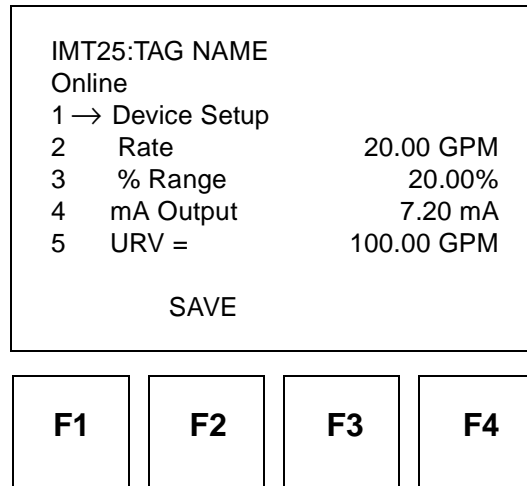 IMT25:TAG NAME
Online
1 → Device Setup
2 Rate 20.00 GPM
3 % Range 20.00%
4 mA Output 7.20 mA
5 URV = 100.00 GPM
SAVE
F1 F2 F3 F4